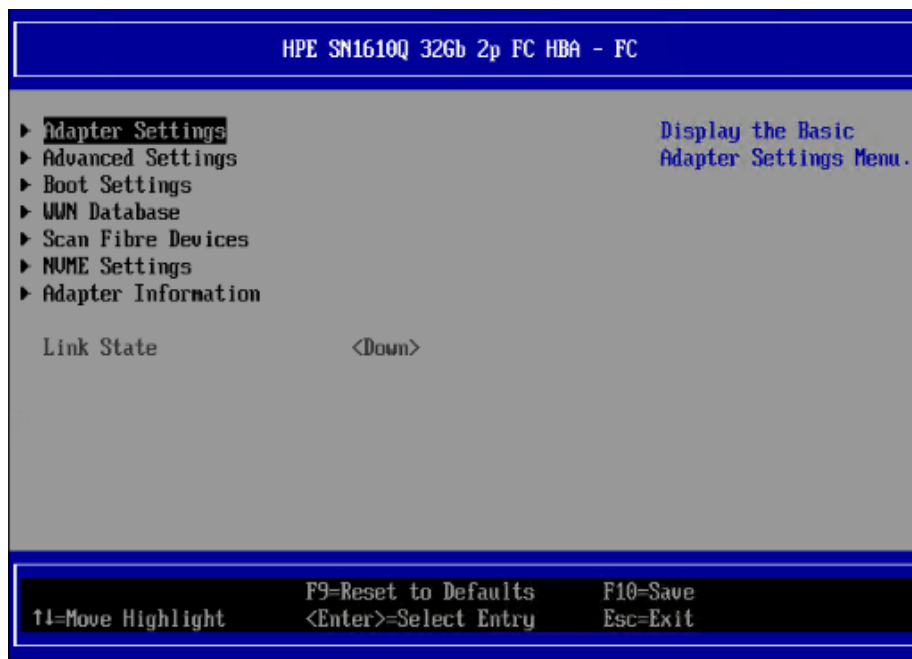 HPE SN1610Q 32Gb 2p FC HBA - FC
Adapter Settings
Advanced Settings
Boot Settings
WWN Database
Scan Fibre Devices
NVME Settings
Adapter Information
Link State <Down>
Display the Basic
Adapter Settings Menu.
F9=Reset to Defaults F10=Save
↑↓=Move Highlight <Enter>=Select Entry Esc=Exit